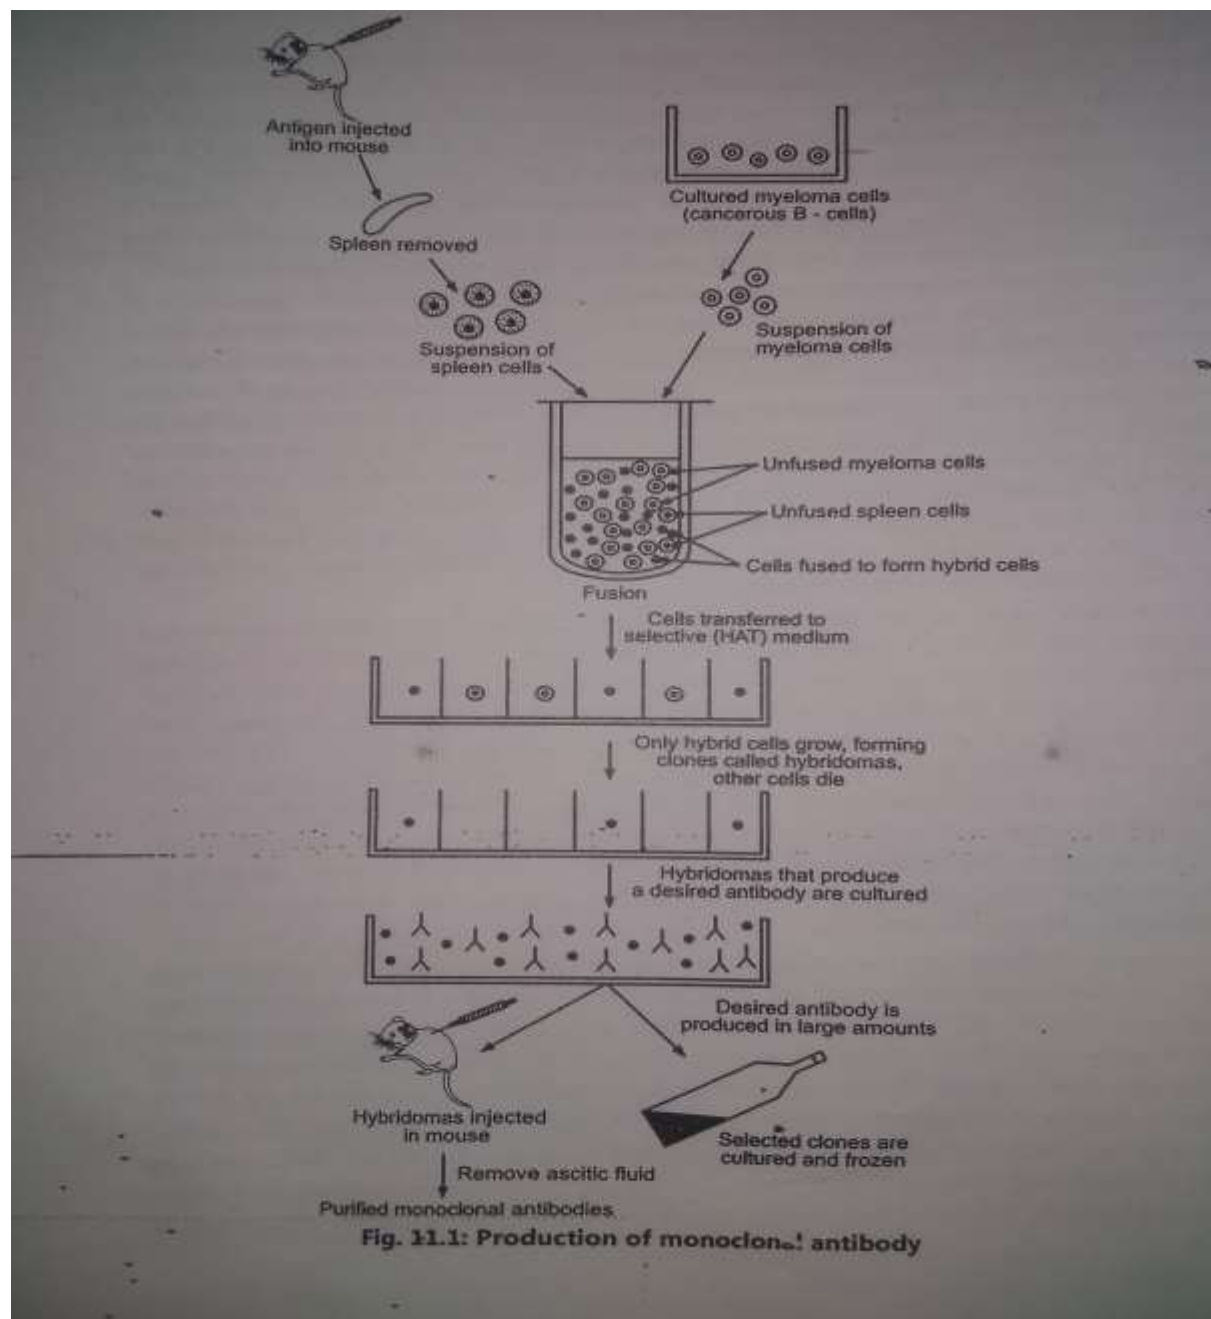 Antigen injected
into mouse
Cultured myeloma cells
(cancerous B - cells)
Spleen removed
Suspension of
spleen cells
Suspension of
myeloma cells
Unfused myeloma cells
Unfused spleen cells
Cells fused to form hybrid cells
Fusion
Cells transferred to
selective (HAT) medium
Only hybrid cells grow, forming
clones called hybridomas,
other cells die
Hybridomas that produce
a desired antibody are cultured
Desired antibody is
produced in large amounts
Hybridomas injected
in mouse
Selected clones are
cultured and frozen
Remove ascitic fluid
Purified monoclonal antibodies
Fig. 11.1: Production of monoclonal antibody